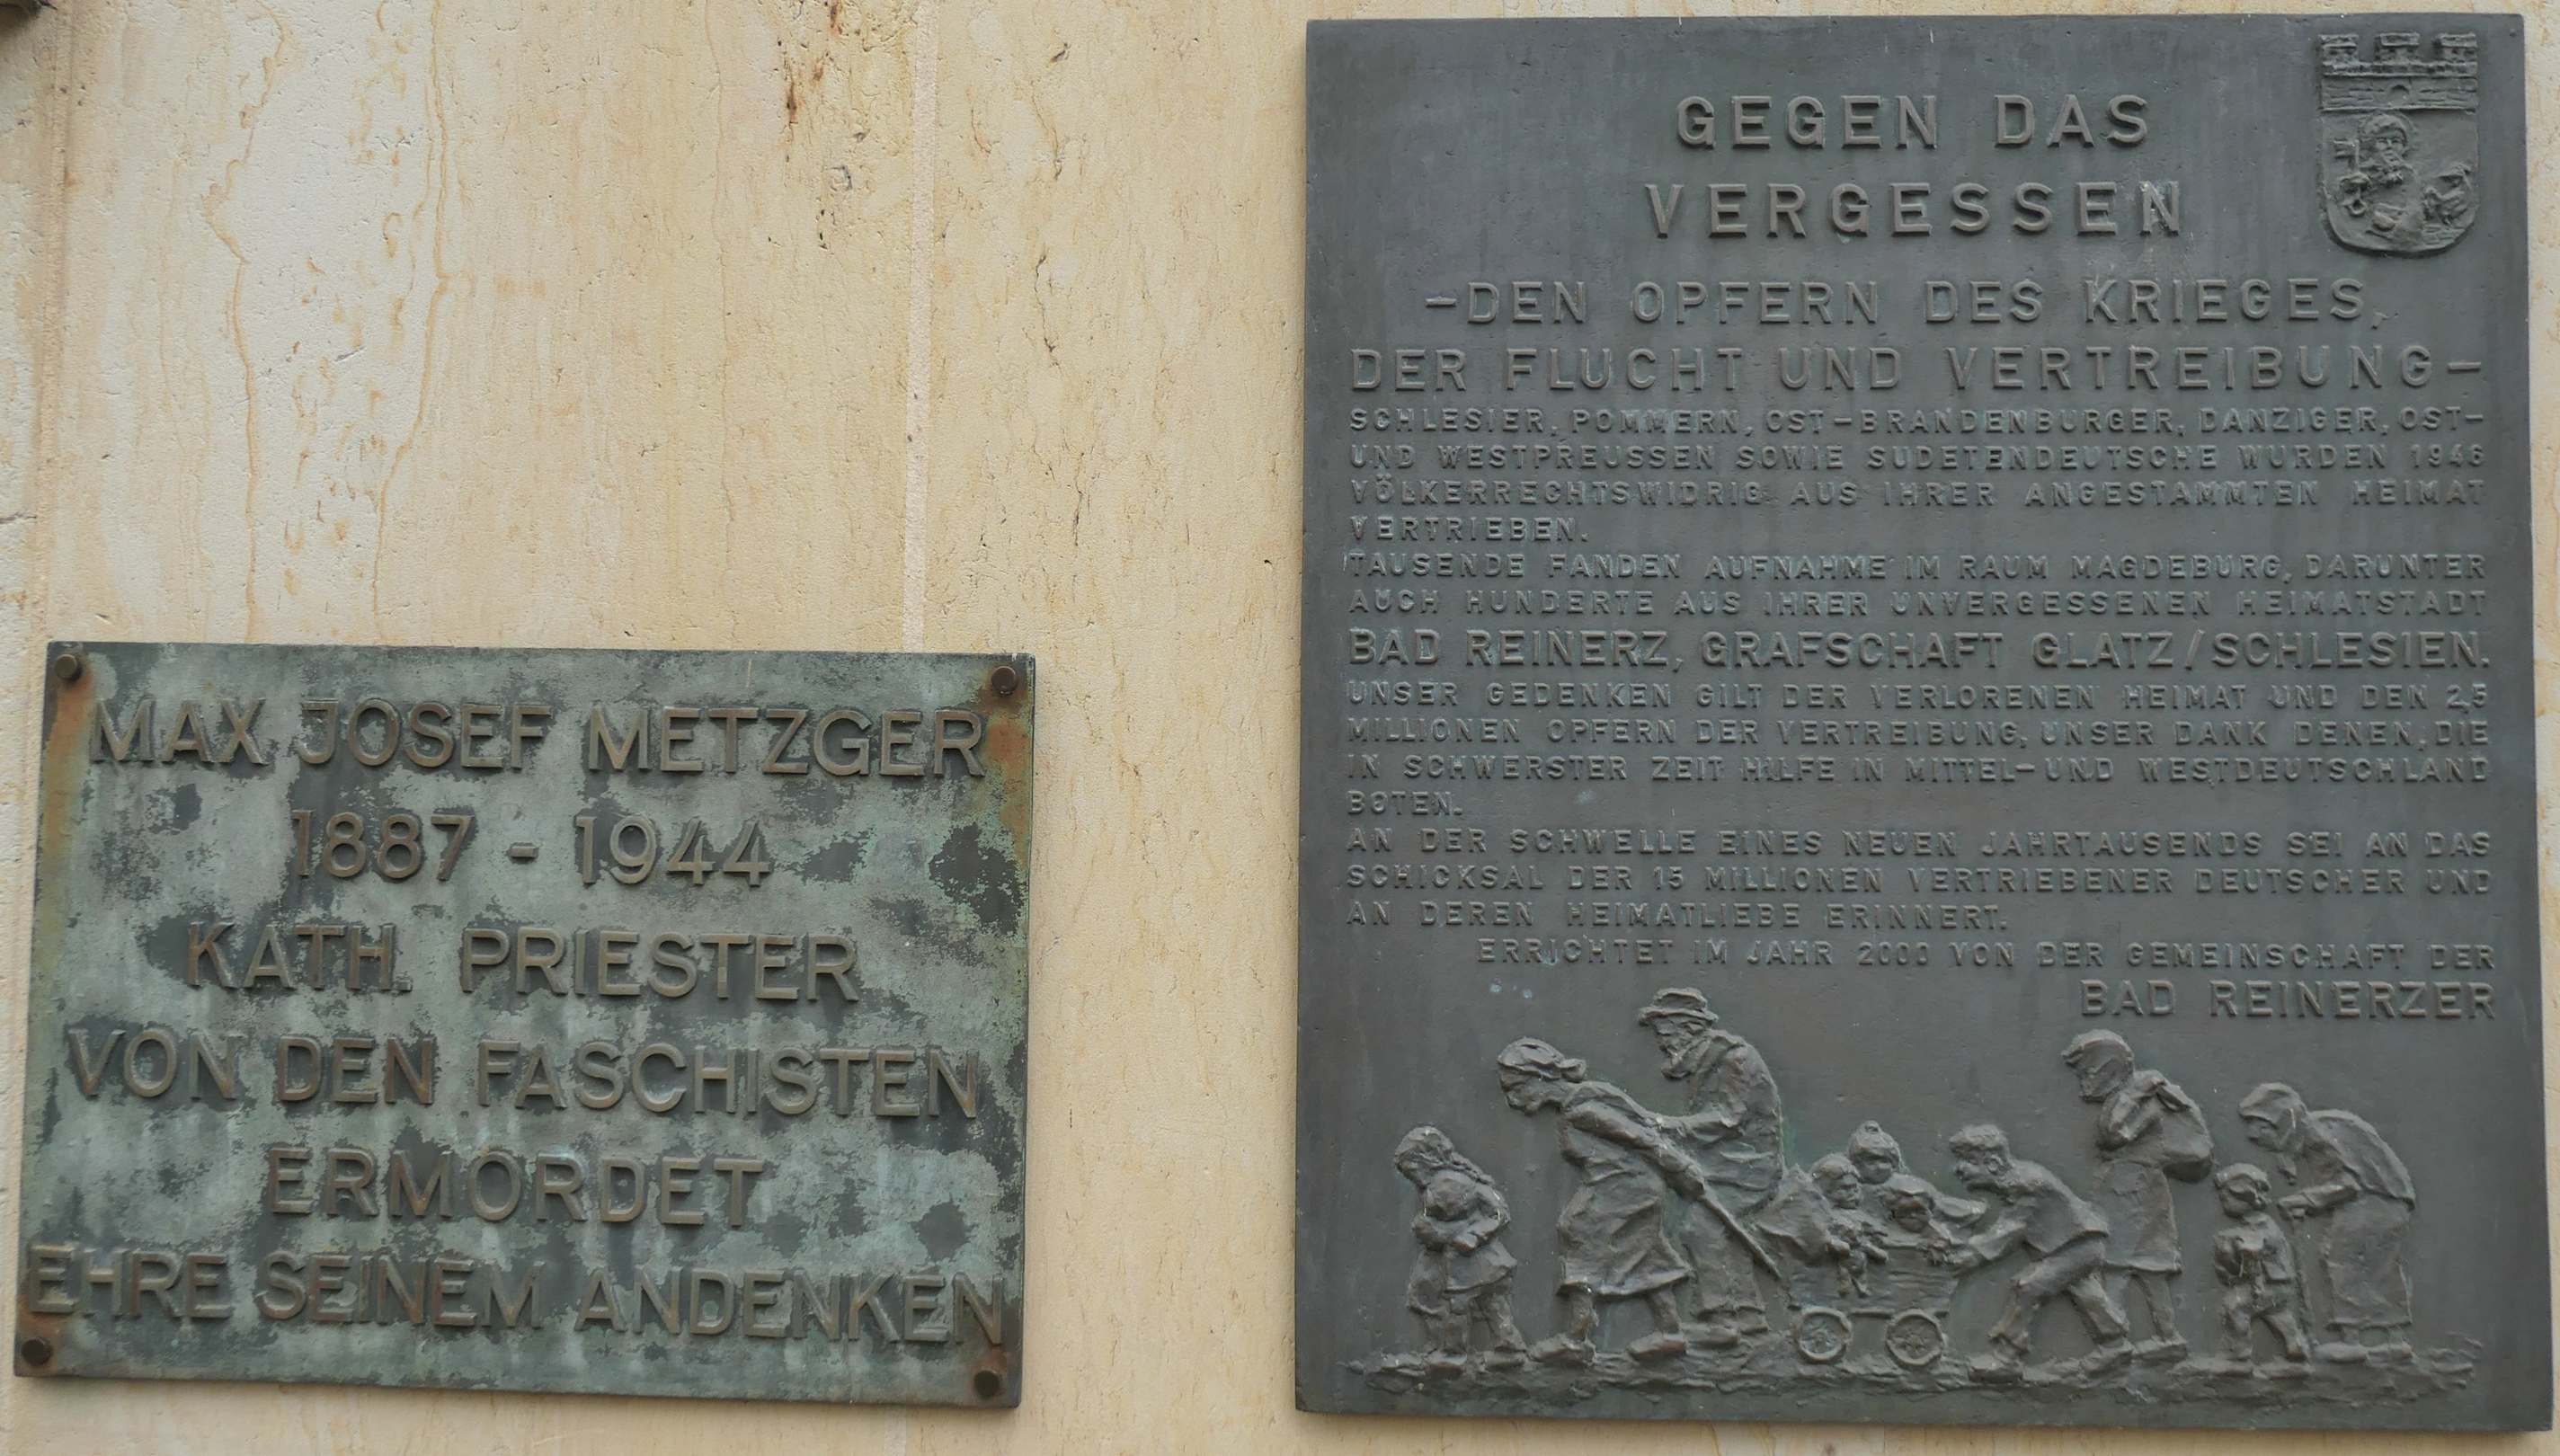 MAX JOSEF METZGER
1887 - 1944
KATH. PRIESTER
VON DEN FASCHISTEN
ERMORDET
EHRE SEINEM ANDENKEN
GEGEN DAS
VERGESSEN
-DEN OPFERN DES KRIEGES,
DER FLUCHT UND VERTREIBUNG-
SCHLESIER, POMMERN, OST-BRANDENBURGER, DANZIGER, OST-
UND WESTPREUSSEN SOWIE SUDETENDEUTSCHE WURDEN 1946
VÖLKERRECHTSWIDRIG AUS IHRER ANGESTAMMTEN HEIMAT
VERTRIEBEN.
TAUSENDE FANDEN AUFNAHME IM RAUM MAGDEBURG, DARUNTER
AUCH HUNDERTE AUS IHRER UNVERGESSENEN HEIMATSTADT
BAD REINERZ, GRAFSCHAFT GLATZ/SCHLESIEN.
UNSER GEDENKEN GILT DER VERLORENEN HEIMAT UND DEN 2,5
MILLIONEN OPFERN DER VERTREIBUNG, UNSER DANK DENEN, DIE
IN SCHWERSTER ZEIT HILFE IN MITTEL-UND WESTDEUTSCHLAND
BOTEN.
AN DER SCHWELLE EINES NEUEN JAHRTAUSENDS SEI AN DAS
SCHICKSAL DER 15 MILLIONEN VERTRIEBENER DEUTSCHER UND
AN DEREN HEIMATLIEBE ERINNERT.
ERRICHTET IM JAHR 2000 VON DER GEMEINSCHAFT DER
BAD REINERZER